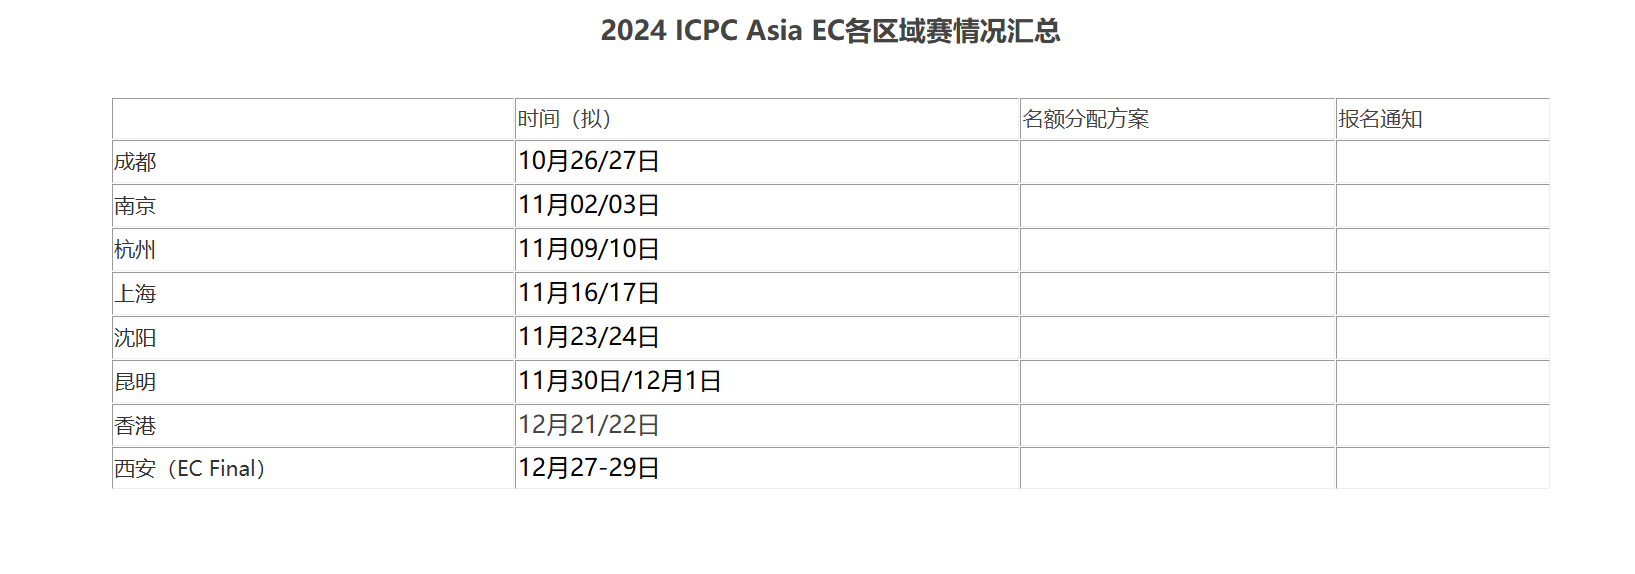 2024 ICPC Asia EC各区域赛情况汇总
时间（拟） 名额分配方案 报名通知
成都 10月26/27日
南京 11月02/03日
杭州 11月09/10日
上海 11月16/17日
沈阳 11月23/24日
昆明 11月30日/12月1日
香港 12月21/22日
西安（EC Final） 12月27-29日